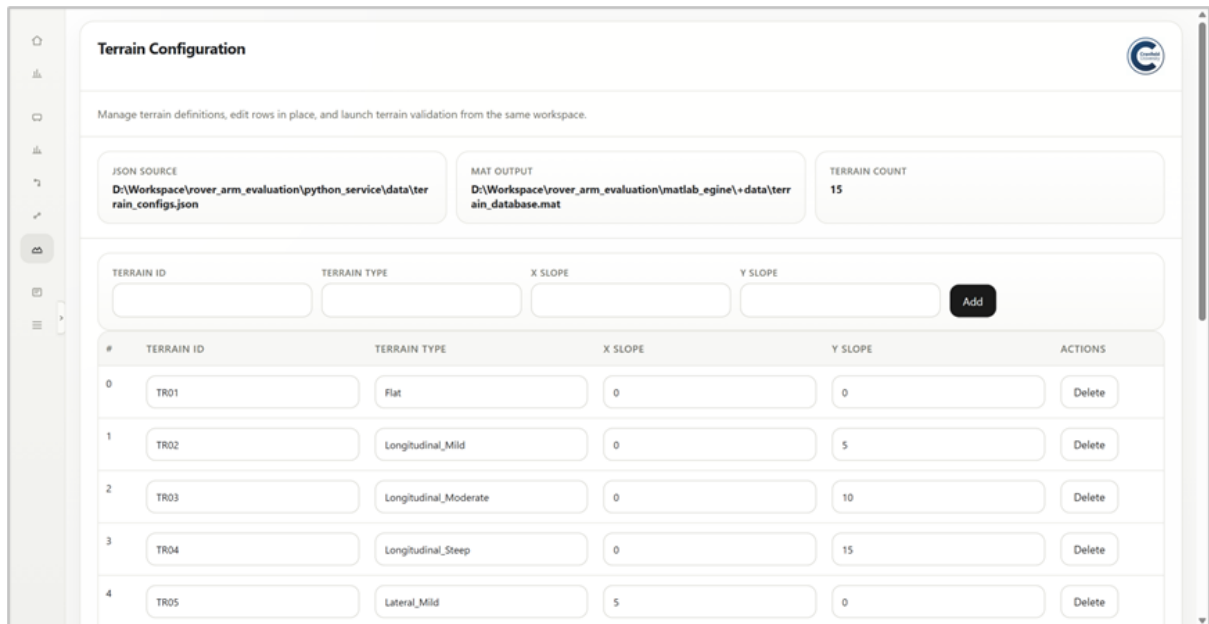 Terrain Configuration
Cranfield
University
Manage terrain definitions, edit rows in place, and launch terrain validation from the same workspace.
JSON SOURCE
D:\Workspace\rover_arm_evaluation\python_service\data\ter
rain_configs.json
MAT OUTPUT
D:\Workspace\rover_arm_evaluation\matlab_egine\+data\terr
ain_database.mat
TERRAIN COUNT
15
TERRAIN ID TERRAIN TYPE X SLOPE Y SLOPE
Add
# TERRAIN ID TERRAIN TYPE X SLOPE Y SLOPE ACTIONS
0 TR01 Flat 0 0 Delete
1 TR02 Longitudinal_Mild 0 5 Delete
2 TR03 Longitudinal_Moderate 0 10 Delete
3 TR04 Longitudinal_Steep 0 15 Delete
4 TR05 Lateral_Mild 5 0 Delete